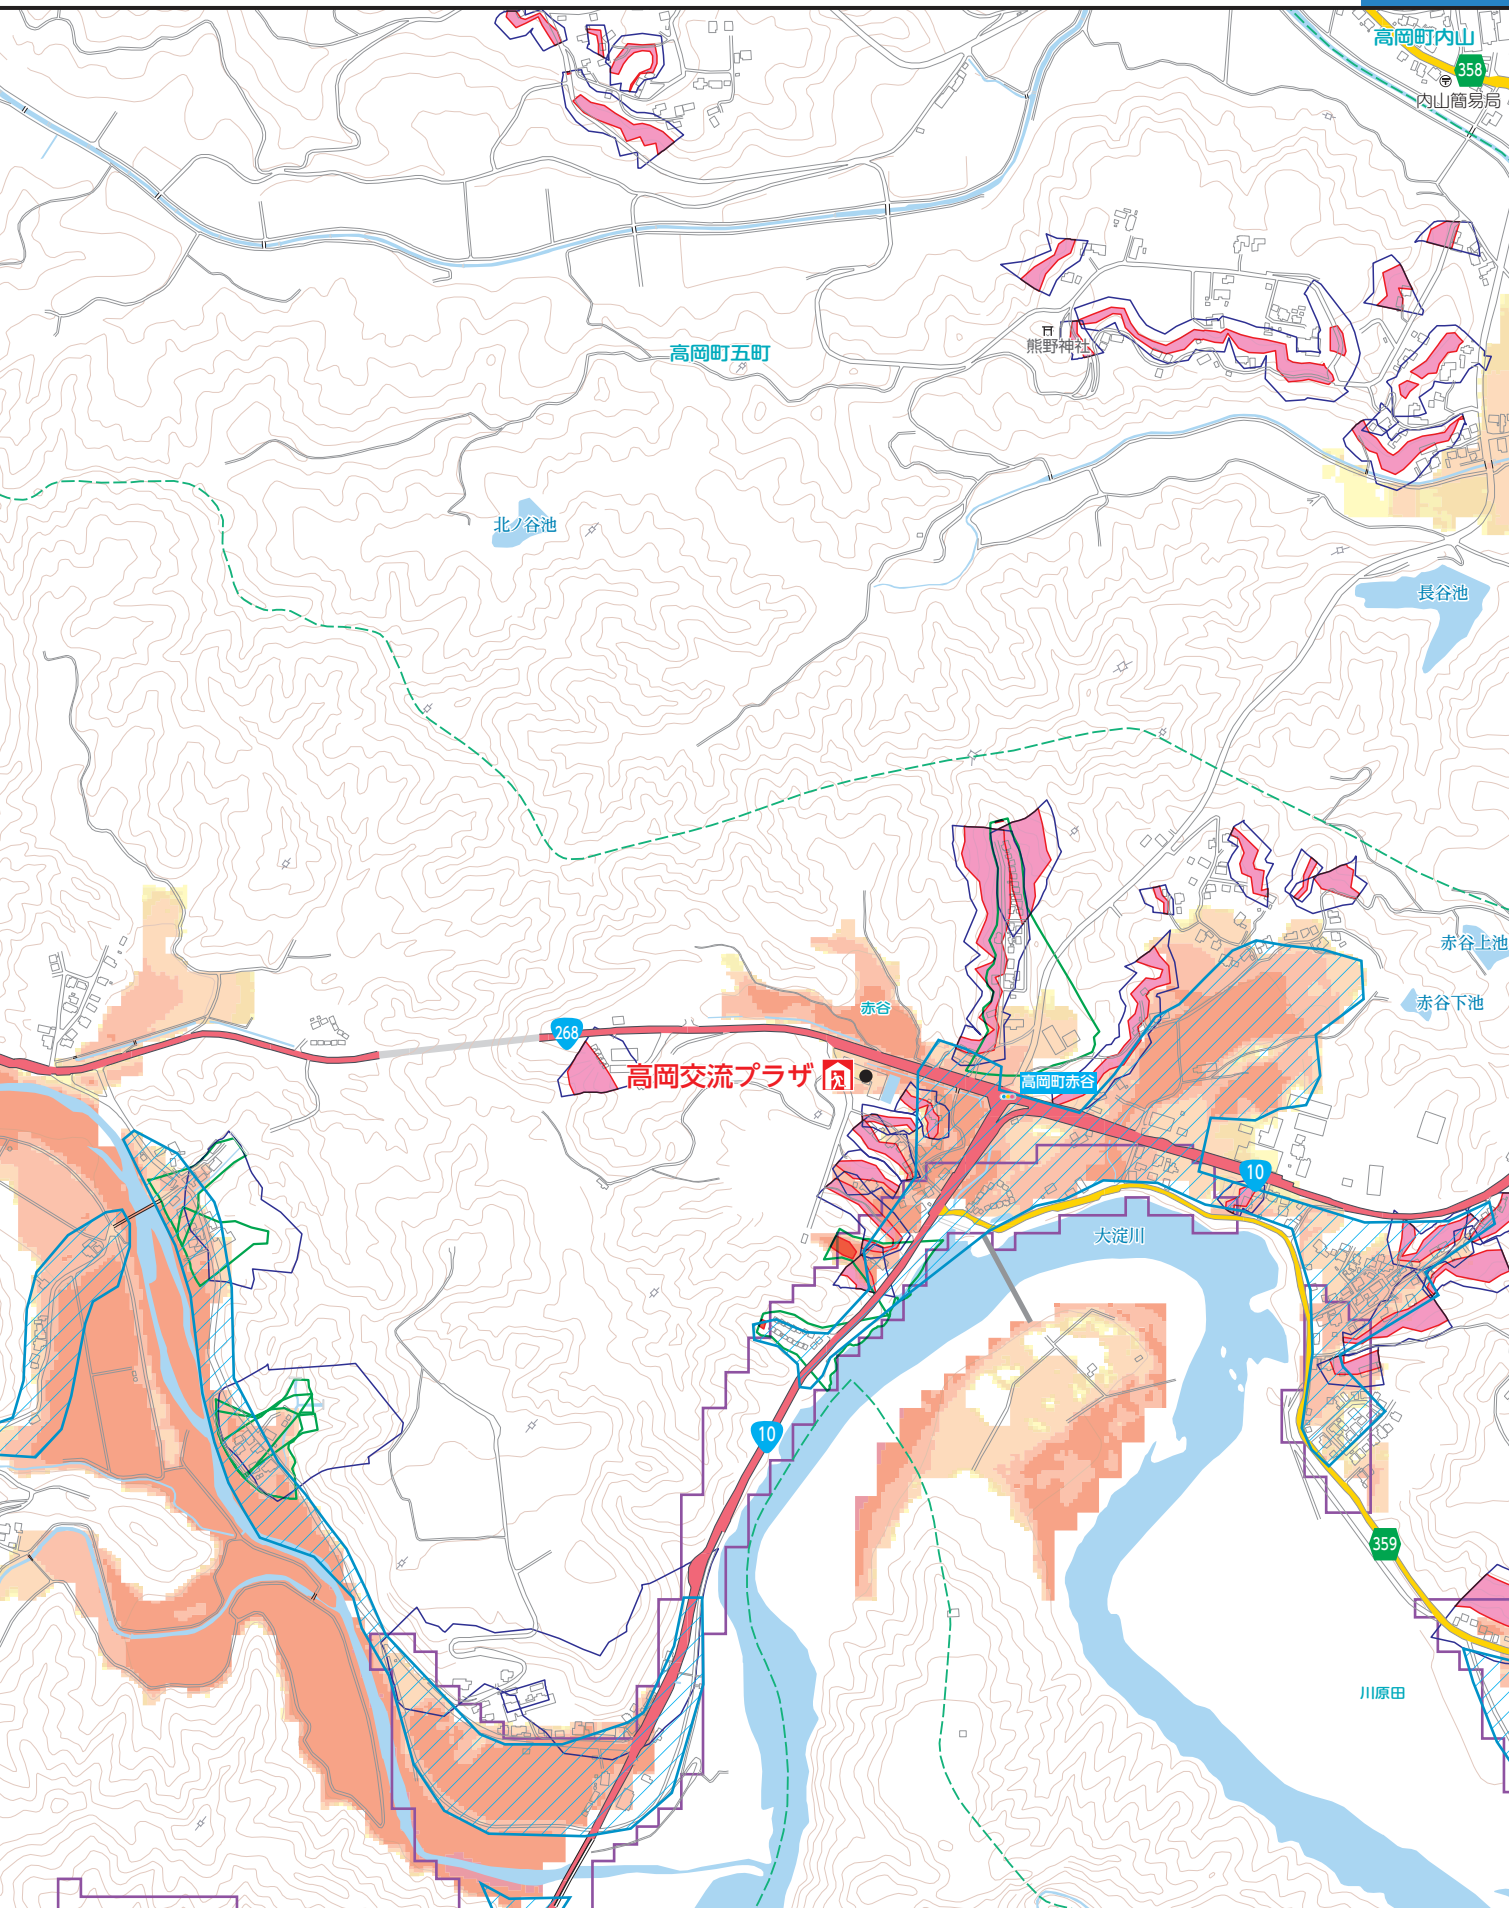 高岡町内山
358
内山簡易局
熊野神社
高岡町五町
北ノ谷池
長谷池
赤谷上池
赤谷下池
赤谷
268
高岡交流プラザ
高岡町赤谷
10
大淀川
10
359
川原田